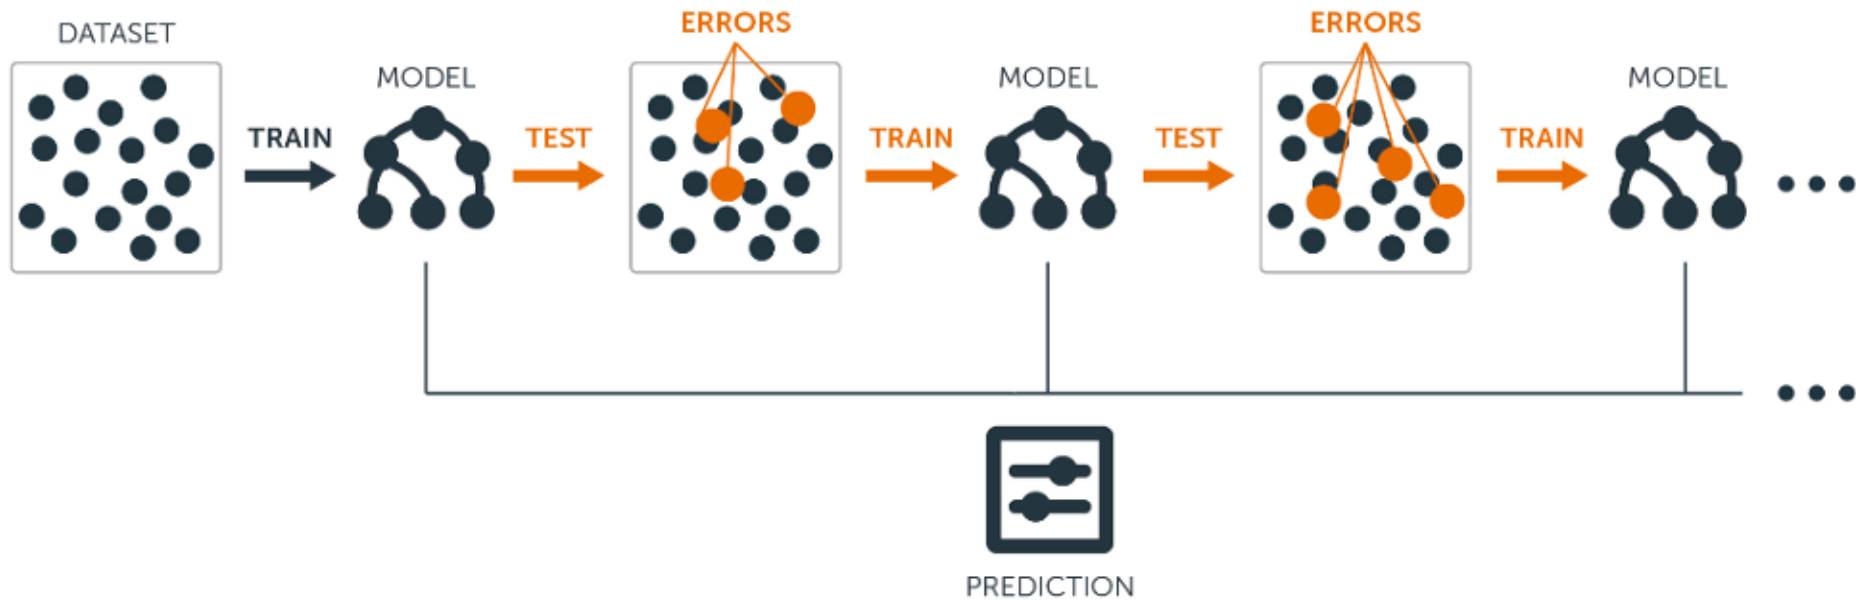 DATASET
TRAIN
MODEL
TEST
ERRORS
TRAIN
MODEL
TEST
ERRORS
TRAIN
MODEL
PREDICTION